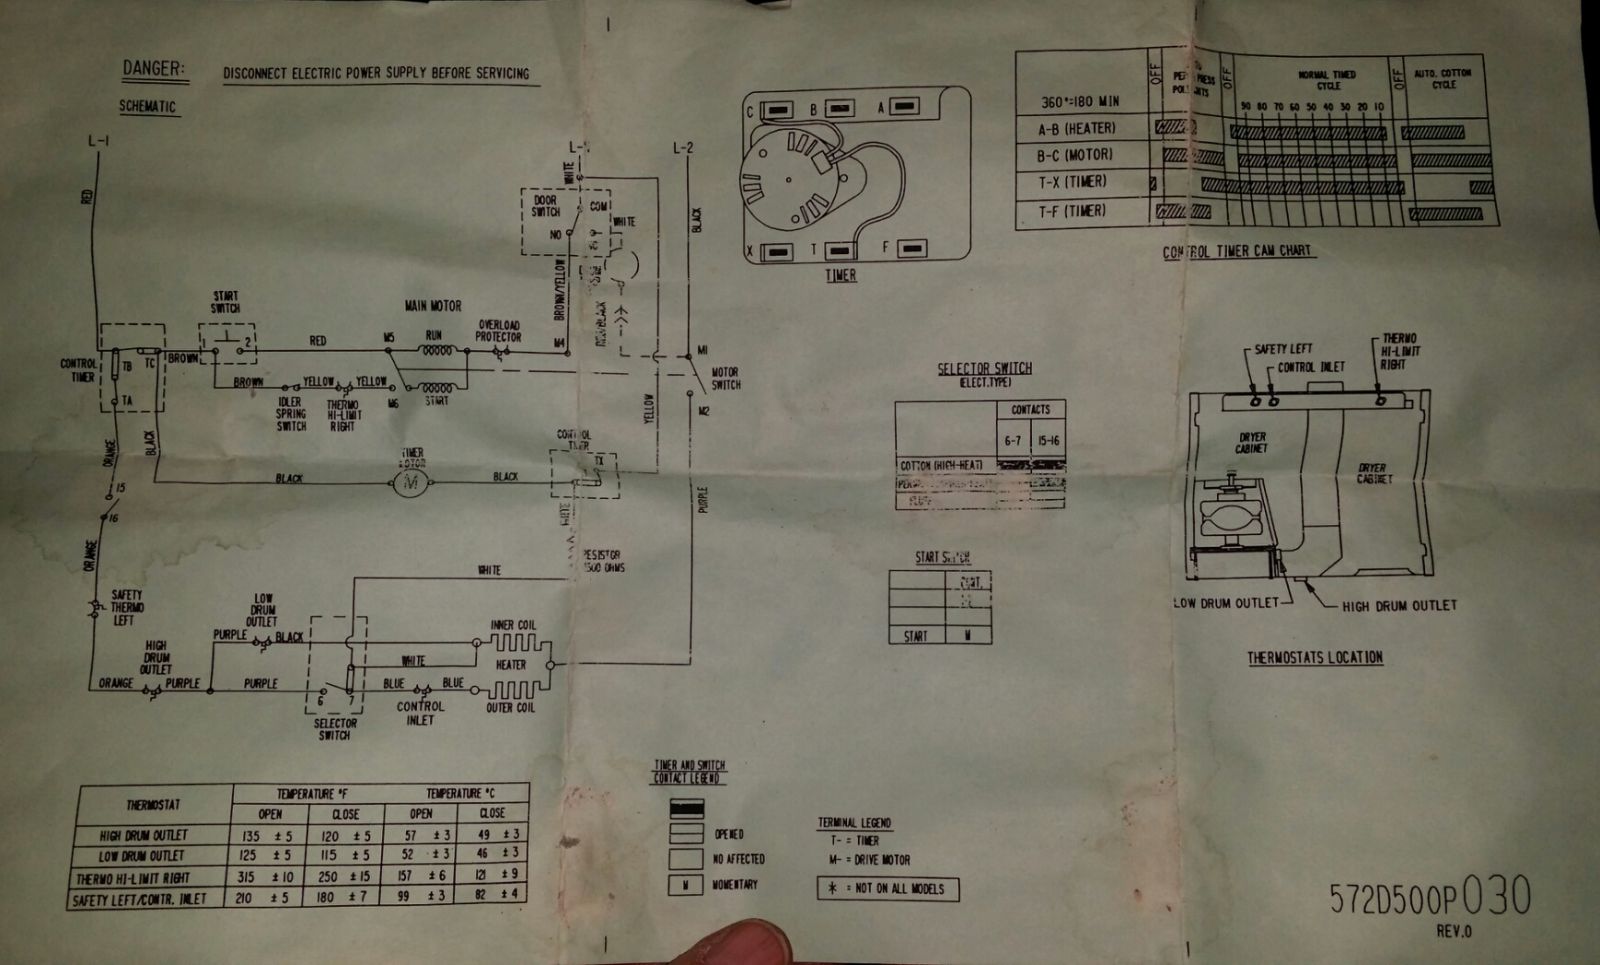 DANGER: DISCONNECT ELECTRIC POWER SUPPLY BEFORE SERVICING
SCHEMATIC
L-1
RED
L-2
BLACK
WHITE
DOOR SWITCH
COM
NO
WHITE
BROWN/YELLOW
RED/BLACK
START SWITCH
1 2
RED
MAIN MOTOR
M5
RUN
OVERLOAD PROTECTOR
M4
M1
MOTOR SWITCH
M2
CONTROL TIMER
TB TC
TA
BROWN
BROWN
IDLER SPRING SWITCH
YELLOW
THERMO HI-LIMIT RIGHT
YELLOW
M6
START
YELLOW
ORANGE
BLACK
BLACK
TIMER MOTOR
M
BLACK
TX
WHITE
PURPLE
15
16
ORANGE
WHITE
SAFETY THERMO LEFT
LOW DRUM OUTLET
PURPLE
BLACK
INNER COIL
HIGH DRUM OUTLET
WHITE
HEATER
ORANGE
PURPLE
PURPLE
6 7
BLUE
BLUE
CONTROL INLET
OUTER COIL
SELECTOR SWITCH
THERMOSTAT TEMPERATURE °F TEMPERATURE °C
OPEN CLOSE OPEN CLOSE
HIGH DRUM OUTLET 135 ± 5 120 ± 5 57 ± 3 49 ± 3
LOW DRUM OUTLET 125 ± 5 115 ± 5 52 ± 3 46 ± 3
THERMO HI-LIMIT RIGHT 315 ± 10 250 ± 15 157 ± 6 121 ± 9
SAFETY LEFT/CONTR. INLET 210 ± 5 180 ± 7 99 ± 3 82 ± 4
C B A
X T F
TIMER
360°=180 MIN OFF OFF NORMAL TIMED CYCLE OFF AUTO. COTTON CYCLE
90 80 70 60 50 40 30 20 10
A-B (HEATER)
B-C (MOTOR)
T-X (TIMER)
T-F (TIMER)
CONTROL TIMER CAM CHART
SELECTOR SWITCH
(ELECT.TYPE)
CONTACTS
6-7 15-16
COTTON (HIGH-HEAT)
START
START M
SAFETY LEFT
CONTROL INLET
THERMO HI-LIMIT RIGHT
DRYER CABINET
DRYER CABINET
LOW DRUM OUTLET
HIGH DRUM OUTLET
THERMOSTATS LOCATION
TIMER AND SWITCH
CONTACT LEGEND
OPENED
NO AFFECTED
M MOMENTARY
TERMINAL LEGEND
T- = TIMER
M- = DRIVE MOTOR
* = NOT ON ALL MODELS
572D500P030
REV.0